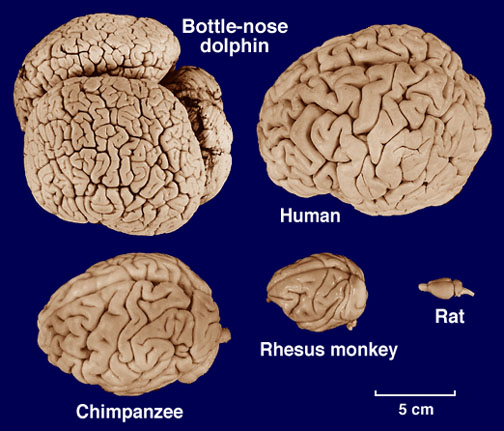 Bottle-nose
dolphin
Human
Rhesus monkey
Rat
Chimpanzee
5 cm